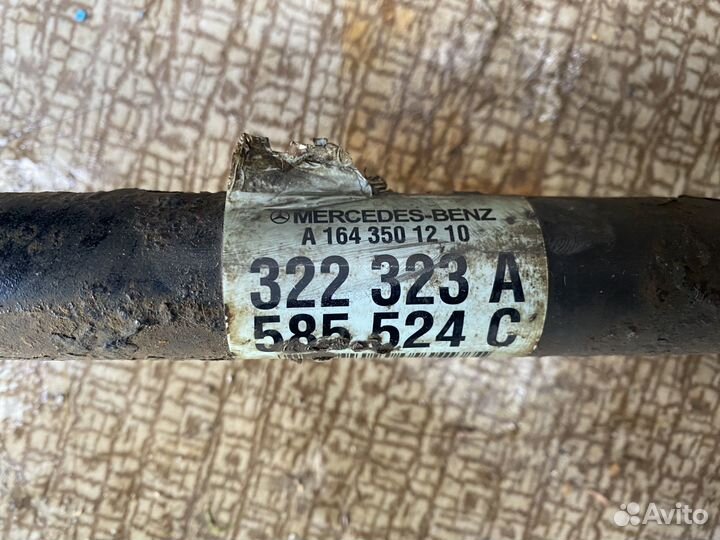 MERCEDES-BENZ
A 164 350 12 10
322 323 A
585 524 C
Avito